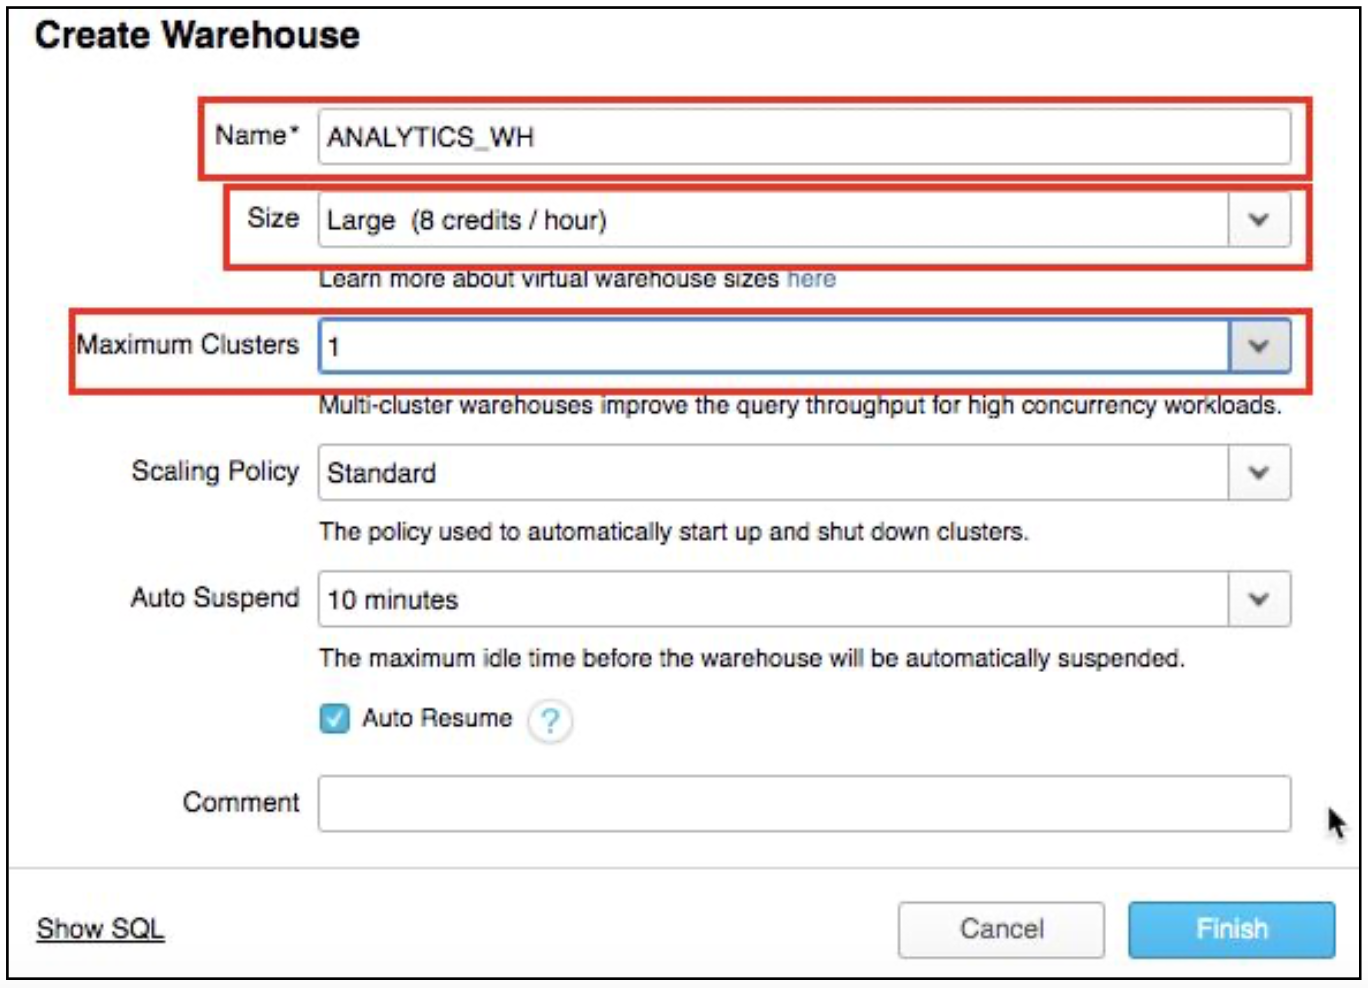 Create Warehouse
Name* ANALYTICS_WH
Size Large (8 credits / hour)
Learn more about virtual warehouse sizes here
Maximum Clusters 1
Multi-cluster warehouses improve the query throughput for high concurrency workloads.
Scaling Policy Standard
The policy used to automatically start up and shut down clusters.
Auto Suspend 10 minutes
The maximum idle time before the warehouse will be automatically suspended.
Auto Resume ?
Comment
Show SQL Cancel Finish